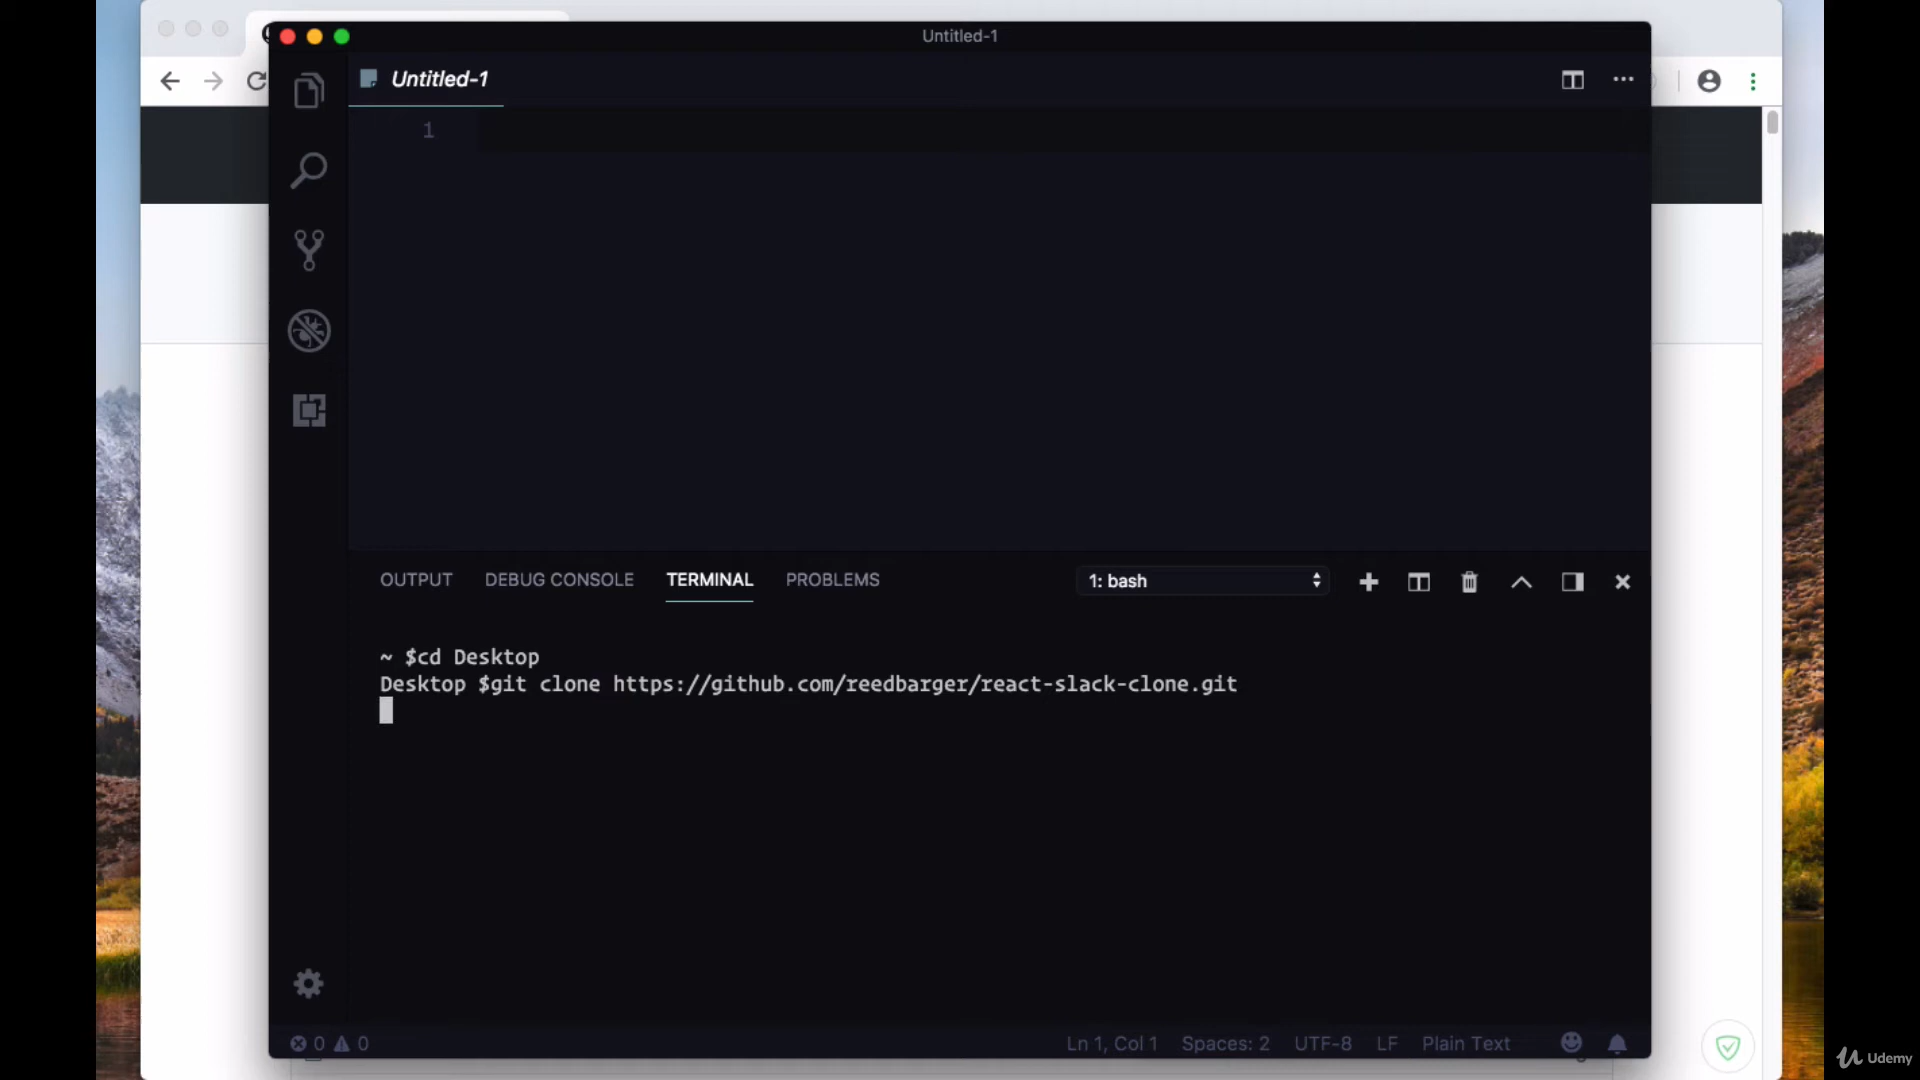 Untitled-1
Untitled-1
1
OUTPUT DEBUG CONSOLE TERMINAL PROBLEMS 1: bash
~ $cd Desktop
Desktop $git clone https://github.com/reedbarger/react-slack-clone.git
0 0 Ln 1, Col 1 Spaces: 2 UTF-8 LF Plain Text
Udemy